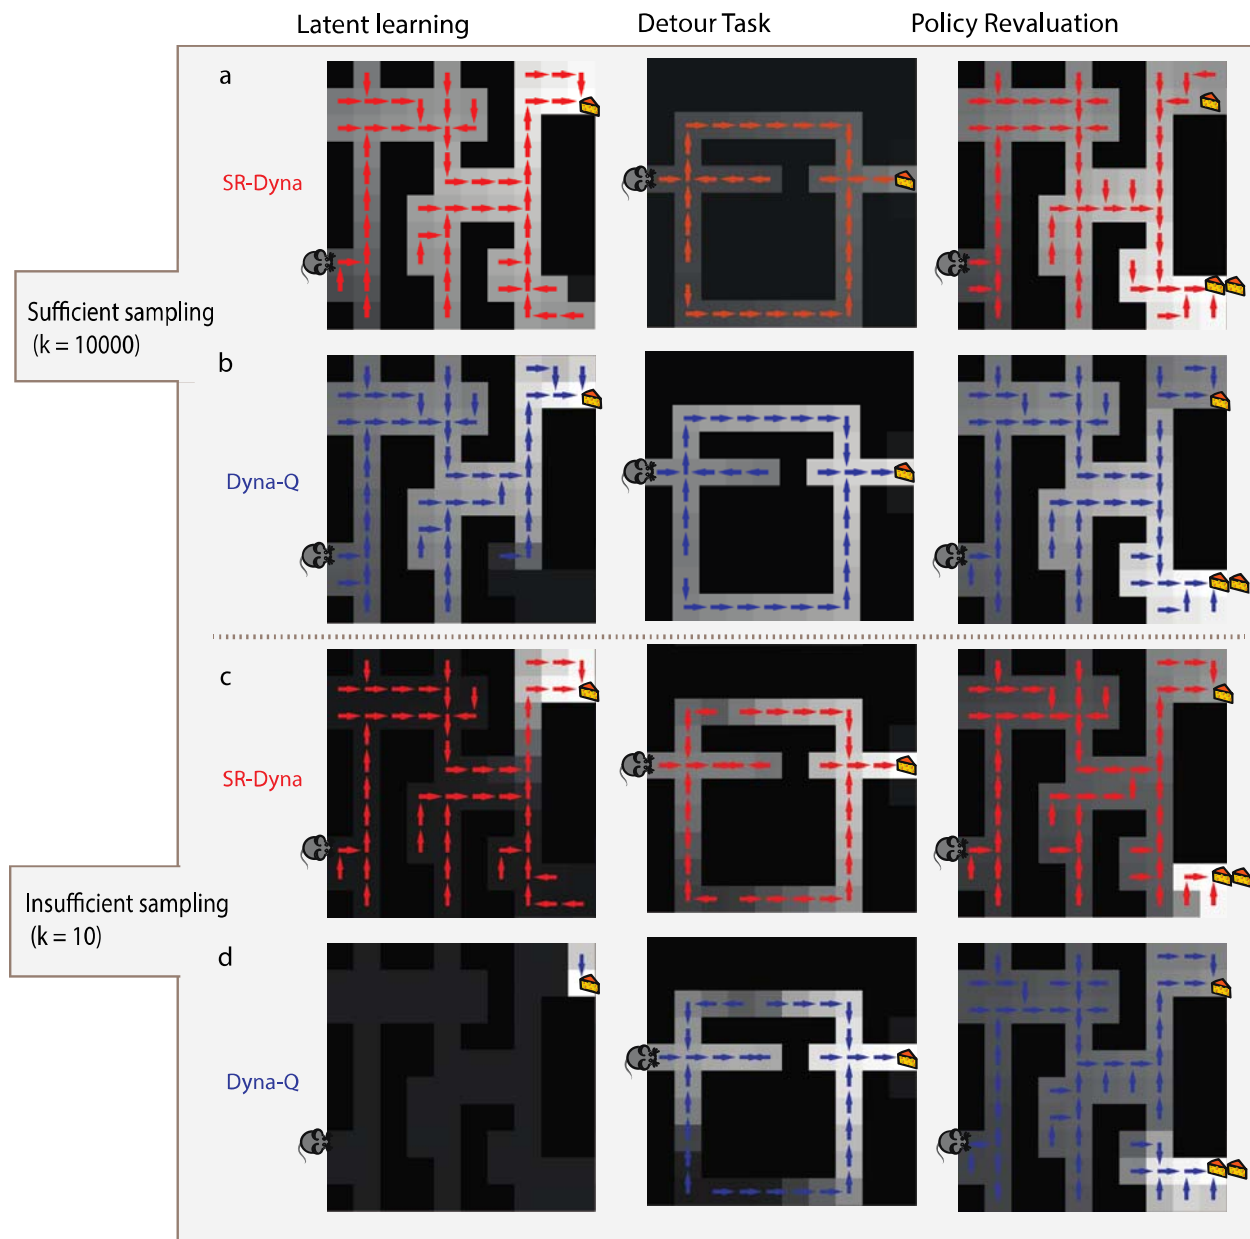 Latent learning
Detour Task
Policy Revaluation
a
SR-Dyna
Sufficient sampling
(k = 10000)
b
Dyna-Q
c
SR-Dyna
Insufficient sampling
(k = 10)
d
Dyna-Q